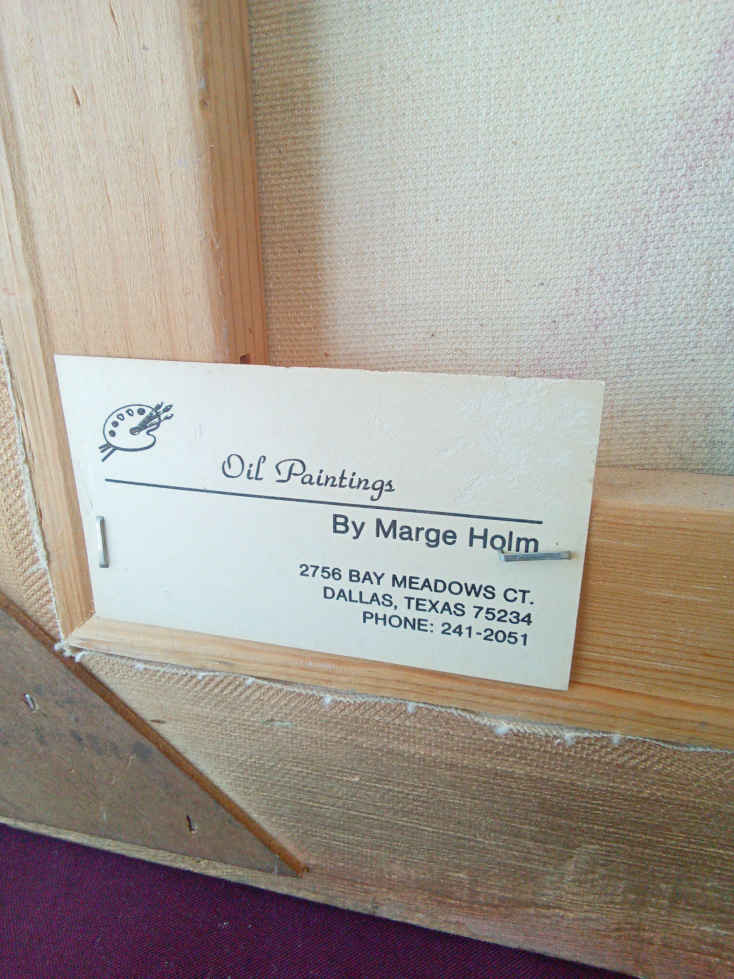 Oil Paintings
By Marge Holm
2756 BAY MEADOWS CT.
DALLAS, TEXAS 75234
PHONE: 241-2051